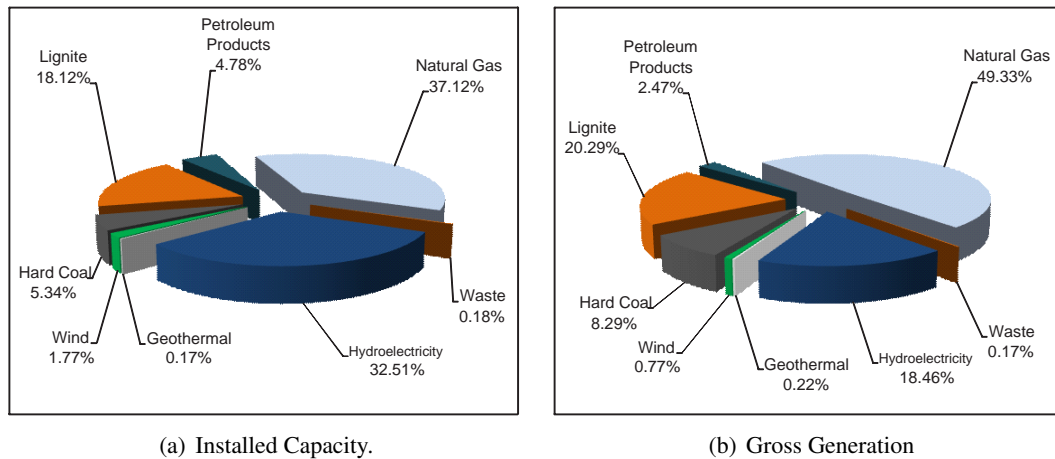 Petroleum
Products
4.78%
Lignite
18.12%
Natural Gas
37.12%
Hard Coal
5.34%
Wind
1.77%
Geothermal
0.17%
Hydroelectricity
32.51%
Waste
0.18%
(a) Installed Capacity.
Petroleum
Products
2.47%
Natural Gas
49.33%
Lignite
20.29%
Hard Coal
8.29%
Wind
0.77%
Geothermal
0.22%
Hydroelectricity
18.46%
Waste
0.17%
(b) Gross Generation